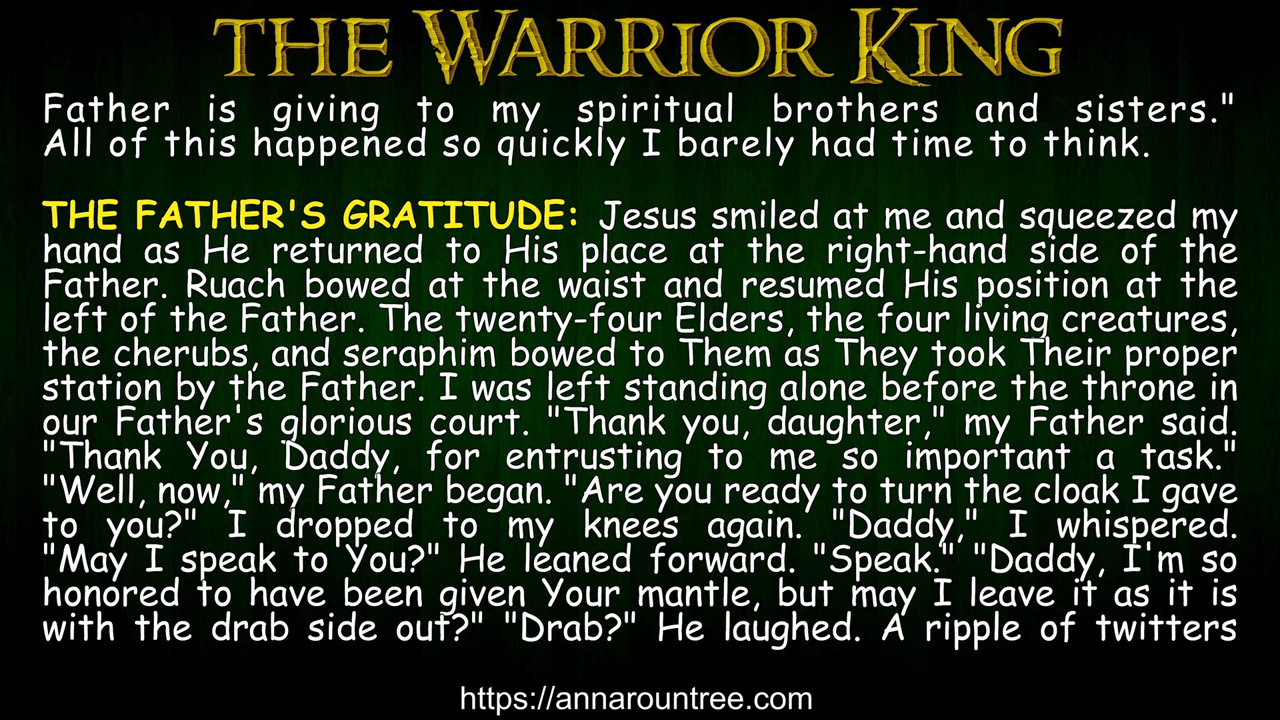 THE WARRIOR KING
Father is giving to my spiritual brothers and sisters."
All of this happened so quickly I barely had time to think.
THE FATHER'S GRATITUDE: Jesus smiled at me and squeezed my
hand as He returned to His place at the right-hand side of the
Father. Ruach bowed at the waist and resumed His position at the
left of the Father. The twenty-four Elders, the four living creatures,
the cherubs, and seraphim bowed to Them as They took Their proper
station by the Father. I was left standing alone before the throne in
our Father's glorious court. "Thank you, daughter," my Father said.
"Thank You, Daddy, for entrusting to me so important a task."
"Well, now," my Father began. "Are you ready to turn the cloak I gave
to you?" I dropped to my knees again. "Daddy," I whispered.
"May I speak to You?" He leaned forward. "Speak." "Daddy, I'm so
honored to have been given Your mantle, but may I leave it as it is
with the drab side out?" "Drab?" He laughed. A ripple of twitters
https://annarountree.com